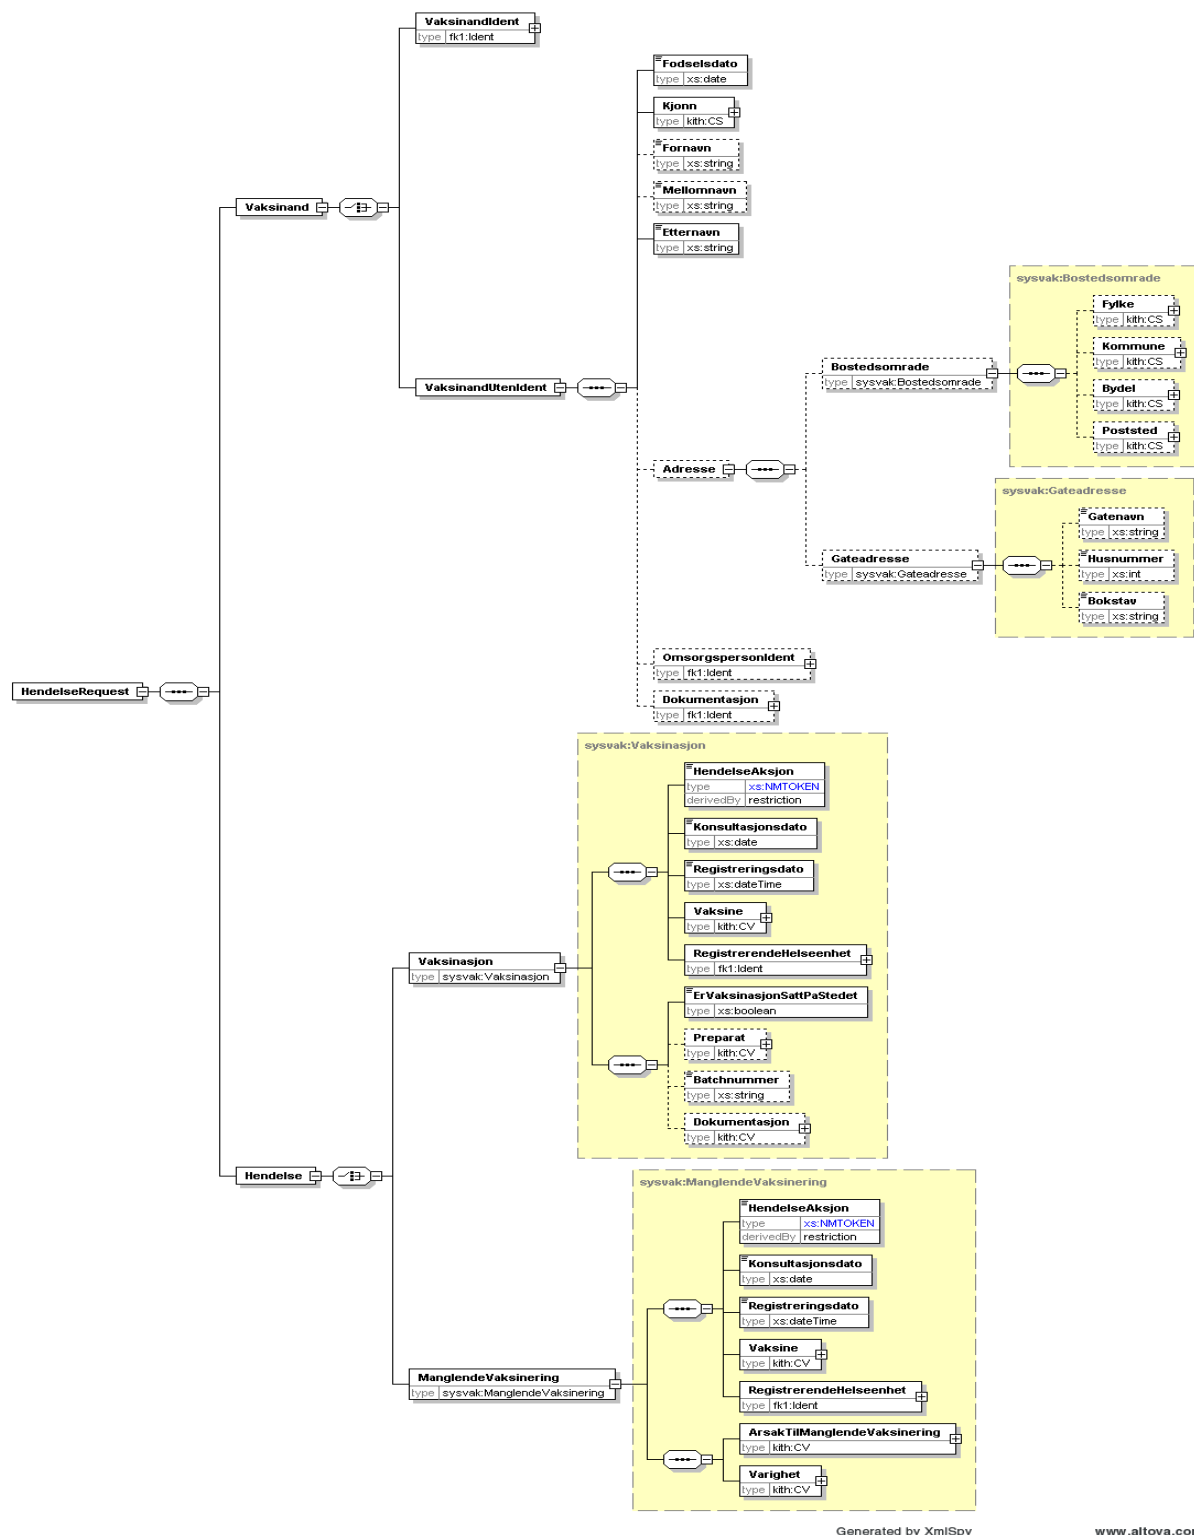 VaksinandIdent
type fk1:Ident
Fodselsdato
type xs:date
Kjonn
type kith:CS
Fornavn
type xs:string
Mellomnavn
type xs:string
Vaksinand
Etternavn
type xs:string
sysvak:Bostedsomrade
Fylke
type kith:CS
Kommune
type kith:CS
Bostedsomrade
type sysvak:Bostedsomrade
VaksinandUtenIdent
Bydel
type kith:CS
Poststed
type kith:CS
Adresse
sysvak:Gateadresse
Gatenavn
type xs:string
Gateadresse
type sysvak:Gateadresse
Husnummer
type xs:int
Bokstav
type xs:string
OmsorgspersonIdent
type fk1:Ident
HendelseRequest
Dokumentasjon
type fk1:Ident
sysvak:Vaksinasjon
HendelseAksjon
type xs:NMTOKEN
derivedBy restriction
Konsultasjonsdato
type xs:date
Registreringsdato
type xs:dateTime
Vaksine
type kith:CV
RegistrerendeHelseenhet
type fk1:Ident
Vaksinasjon
type sysvak:Vaksinasjon
ErVaksinasjonSattPaStedet
type xs:boolean
Preparat
type kith:CV
Batchnummer
type xs:string
Dokumentasjon
type kith:CV
Hendelse
sysvak:ManglendeVaksinering
HendelseAksjon
type xs:NMTOKEN
derivedBy restriction
Konsultasjonsdato
type xs:date
Registreringsdato
type xs:dateTime
Vaksine
type kith:CV
ManglendeVaksinering
type sysvak:ManglendeVaksinering
RegistrerendeHelseenhet
type fk1:Ident
ArsakTilManglendeVaksinering
type kith:CV
Varighet
type kith:CV
Generated by XmlSpy www.altova.com